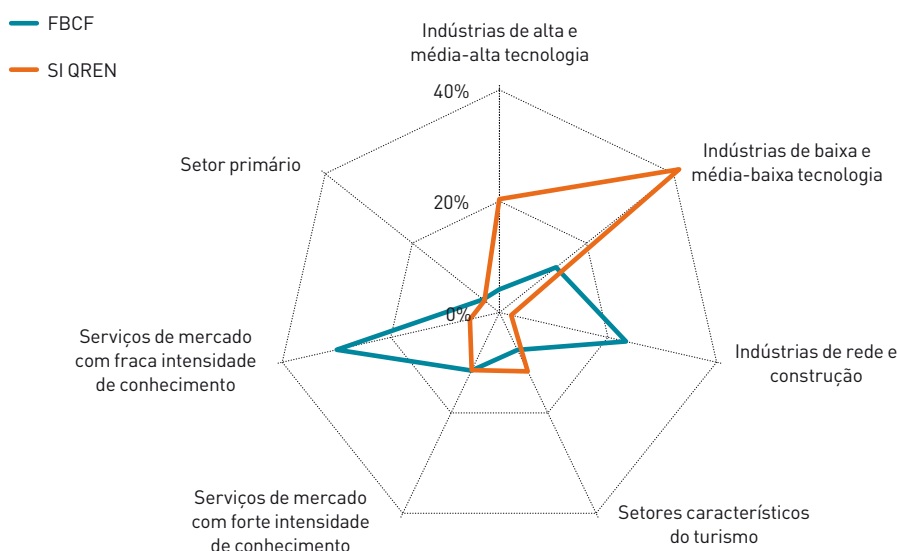 FBCF
SI QREN
Indústrias de alta e
média-alta tecnologia
40%
20%
0%
Indústrias de baixa e
média-baixa tecnologia
Indústrias de rede e
construção
Setores característicos
do turismo
Serviços de mercado
com forte intensidade
de conhecimento
Serviços de mercado
com fraca intensidade
de conhecimento
Setor primário